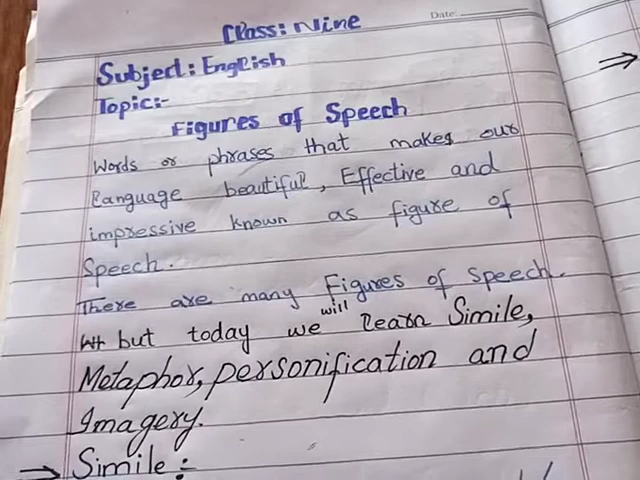 Class: Nine
Date:
Subject: English
Topic:-
Figures of Speech
Words or phrases that makes our
language beautiful, Effective and
impressive known as figure of
Speech.
There are many Figures of speech.
will
but today we learn Simile,
Metaphor, personification and
Imagery.
→ Simile:-
⇒